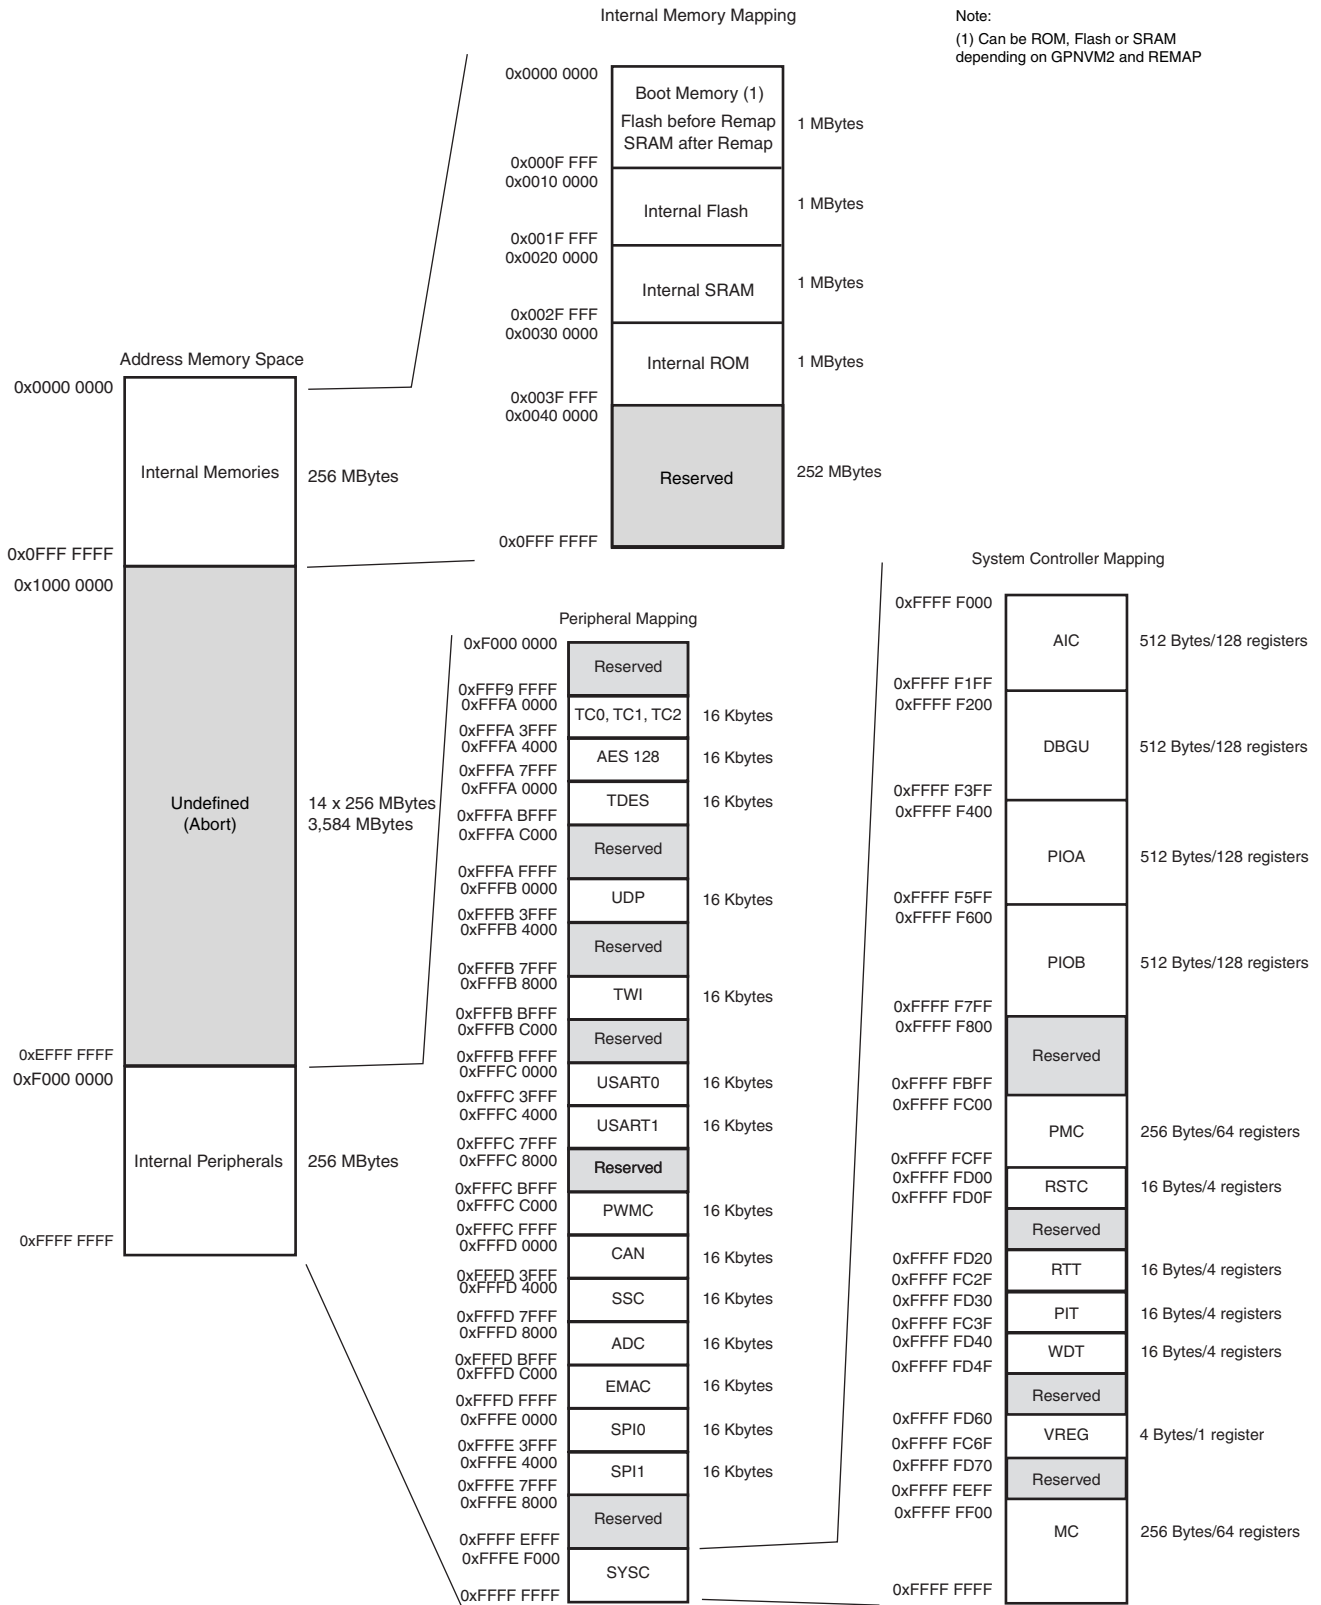 Internal Memory Mapping
Note:
(1) Can be ROM, Flash or SRAM
depending on GPNVM2 and REMAP
0x0000 0000
Boot Memory (1)
Flash before Remap
SRAM after Remap
1 MBytes
0x000F FFF
0x0010 0000
Internal Flash
1 MBytes
0x001F FFF
0x0020 0000
Internal SRAM
1 MBytes
0x002F FFF
0x0030 0000
Internal ROM
1 MBytes
0x003F FFF
0x0040 0000
Reserved
252 MBytes
0x0FFF FFFF
Address Memory Space
0x0000 0000
Internal Memories
256 MBytes
0x0FFF FFFF
0x1000 0000
Undefined
(Abort)
14 x 256 MBytes
3,584 MBytes
0xEFFF FFFF
0xF000 0000
Internal Peripherals
256 MBytes
0xFFFF FFFF
Peripheral Mapping
0xF000 0000
Reserved
0xFFF9 FFFF
0xFFFA 0000
TC0, TC1, TC2
16 Kbytes
0xFFFA 3FFF
0xFFFA 4000
AES 128
16 Kbytes
0xFFFA 7FFF
0xFFFA 0000
TDES
16 Kbytes
0xFFFA BFFF
0xFFFA C000
Reserved
0xFFFA FFFF
0xFFFB 0000
UDP
16 Kbytes
0xFFFB 3FFF
0xFFFB 4000
Reserved
0xFFFB 7FFF
0xFFFB 8000
TWI
16 Kbytes
0xFFFB BFFF
0xFFFB C000
Reserved
0xFFFB FFFF
0xFFFC 0000
USART0
16 Kbytes
0xFFFC 3FFF
0xFFFC 4000
USART1
16 Kbytes
0xFFFC 7FFF
0xFFFC 8000
Reserved
0xFFFC BFFF
0xFFFC C000
PWMC
16 Kbytes
0xFFFC FFFF
0xFFFD 0000
CAN
16 Kbytes
0xFFFD 3FFF
0xFFFD 4000
SSC
16 Kbytes
0xFFFD 7FFF
0xFFFD 8000
ADC
16 Kbytes
0xFFFD BFFF
0xFFFD C000
EMAC
16 Kbytes
0xFFFD FFFF
0xFFFE 0000
SPI0
16 Kbytes
0xFFFE 3FFF
0xFFFE 4000
SPI1
16 Kbytes
0xFFFE 7FFF
0xFFFE 8000
Reserved
0xFFFF EFFF
0xFFFE F000
SYSC
0xFFFF FFFF
System Controller Mapping
0xFFFF F000
AIC
512 Bytes/128 registers
0xFFFF F1FF
0xFFFF F200
DBGU
512 Bytes/128 registers
0xFFFF F3FF
0xFFFF F400
PIOA
512 Bytes/128 registers
0xFFFF F5FF
0xFFFF F600
PIOB
512 Bytes/128 registers
0xFFFF F7FF
0xFFFF F800
Reserved
0xFFFF FBFF
0xFFFF FC00
PMC
256 Bytes/64 registers
0xFFFF FCFF
0xFFFF FD00
RSTC
16 Bytes/4 registers
0xFFFF FD0F
Reserved
0xFFFF FD20
RTT
16 Bytes/4 registers
0xFFFF FC2F
0xFFFF FD30
PIT
16 Bytes/4 registers
0xFFFF FC3F
0xFFFF FD40
WDT
16 Bytes/4 registers
0xFFFF FD4F
Reserved
0xFFFF FD60
VREG
4 Bytes/1 register
0xFFFF FC6F
0xFFFF FD70
Reserved
0xFFFF FEFF
0xFFFF FF00
MC
256 Bytes/64 registers
0xFFFF FFFF